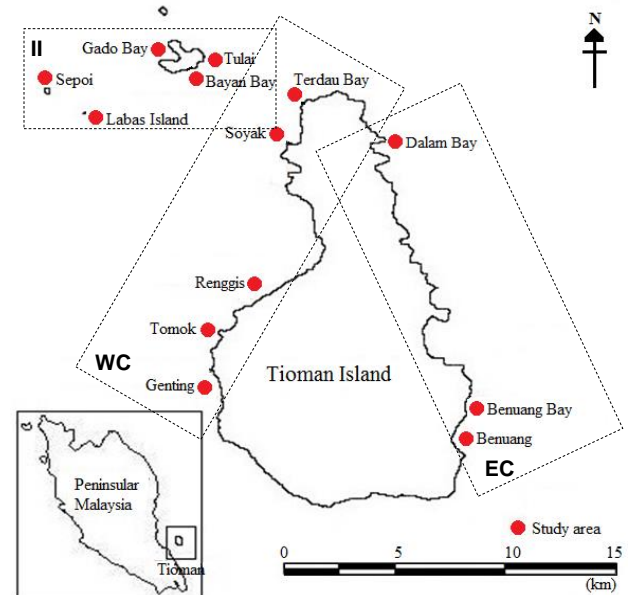 N
II
Gado Bay
Tulai
Sepoi
Bayan Bay
Terdau Bay
Labas Island
Soyak
Dalam Bay
Renggis
Tomok
WC
Genting
Tioman Island
Benuang Bay
Benuang
EC
Peninsular
Malaysia
Tioman
Study area
0 5 10 15
(km)